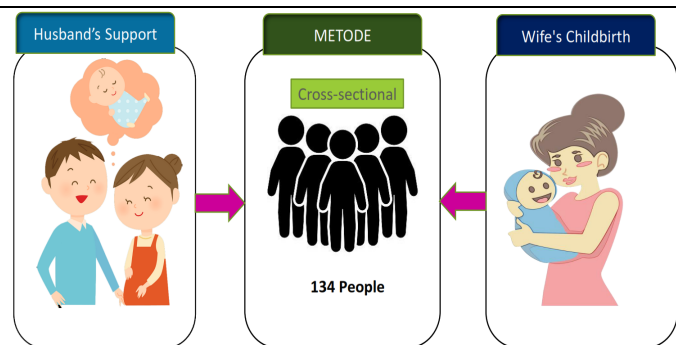 Husband's Support
METODE
Wife's Childbirth
Cross-sectional
134 People